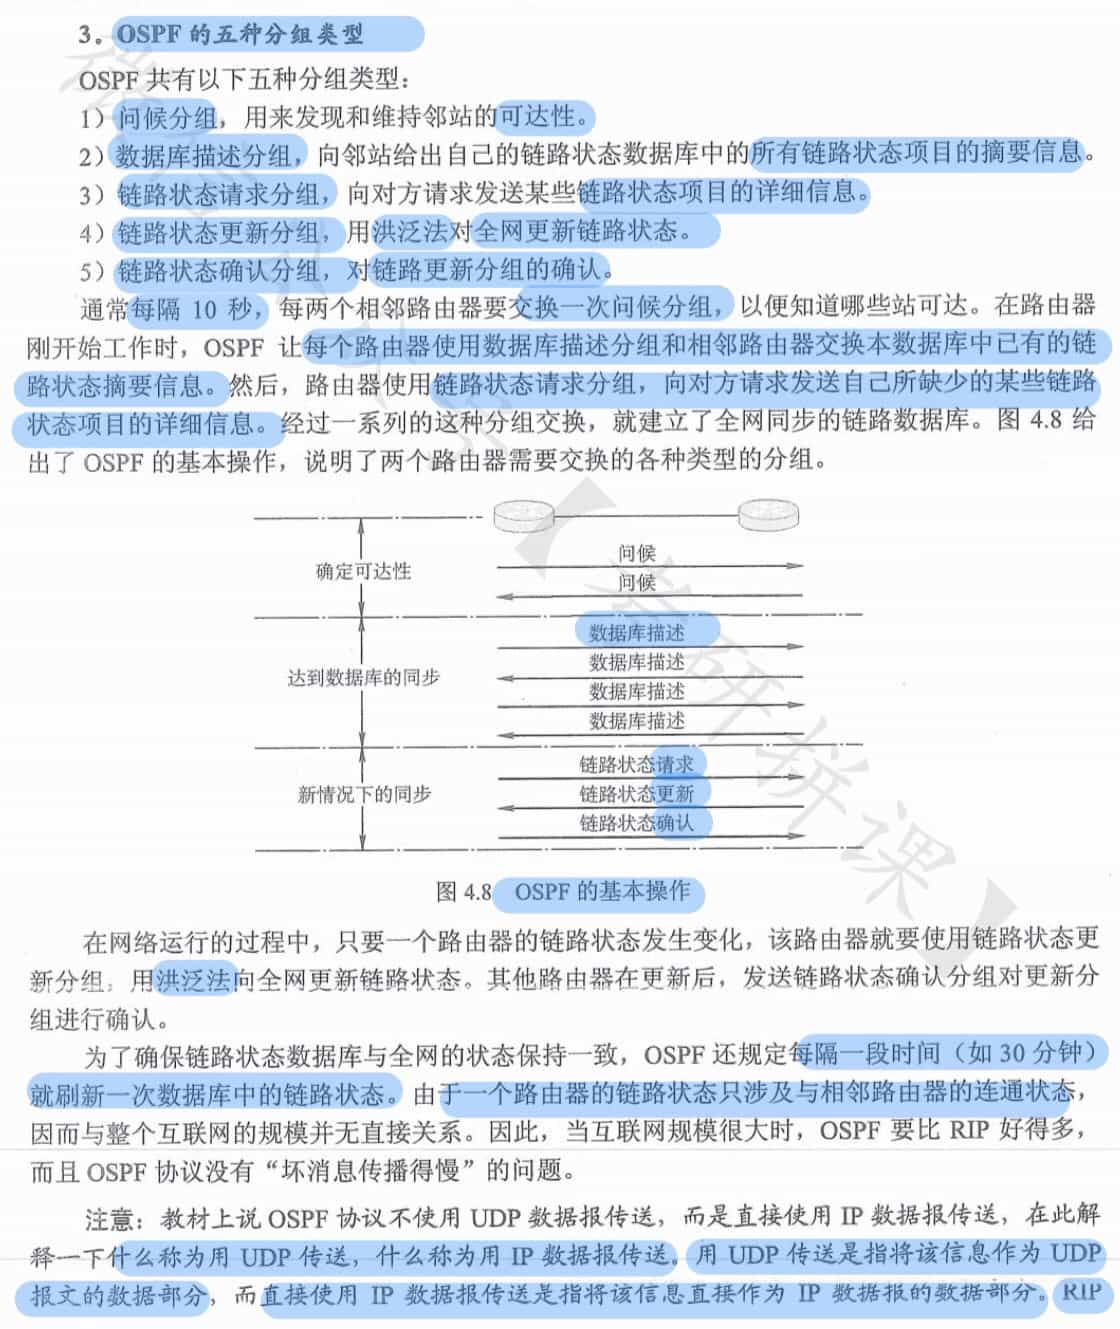 3。OSPF 的五种分组类型
OSPF 共有以下五种分组类型：
1）问候分组，用来发现和维持邻站的可达性。
2）数据库描述分组，向邻站给出自己的链路状态数据库中的所有链路状态项目的摘要信息。
3）链路状态请求分组，向对方请求发送某些链路状态项目的详细信息。
4）链路状态更新分组，用洪泛法对全网更新链路状态。
5）链路状态确认分组，对链路更新分组的确认。
通常每隔 10 秒，每两个相邻路由器要交换一次问候分组，以便知道哪些站可达。在路由器
刚开始工作时，OSPF 让每个路由器使用数据库描述分组和相邻路由器交换本数据库中已有的链
路状态摘要信息。然后，路由器使用链路状态请求分组，向对方请求发送自己所缺少的某些链路
状态项目的详细信息。经过一系列的这种分组交换，就建立了全网同步的链路数据库。图 4.8 给
出了 OSPF 的基本操作，说明了两个路由器需要交换的各种类型的分组。
问候
确定可达性
问候
数据库描述
数据库描述
达到数据库的同步
数据库描述
数据库描述
链路状态请求
新情况下的同步
链路状态更新
链路状态确认
图 4.8 OSPF 的基本操作
在网络运行的过程中，只要一个路由器的链路状态发生变化，该路由器就要使用链路状态更
新分组，用洪泛法向全网更新链路状态。其他路由器在更新后，发送链路状态确认分组对更新分
组进行确认。
为了确保链路状态数据库与全网的状态保持一致，OSPF 还规定每隔一段时间（如 30 分钟）
就刷新一次数据库中的链路状态。由于一个路由器的链路状态只涉及与相邻路由器的连通状态，
因而与整个互联网的规模并无直接关系。因此，当互联网规模很大时，OSPF 要比 RIP 好得多，
而且 OSPF 协议没有“坏消息传播得慢”的问题。
注意：教材上说 OSPF 协议不使用 UDP 数据报传送，而是直接使用 IP 数据报传送，在此解
释一下什么称为用 UDP 传送，什么称为用 IP 数据报传送。用 UDP 传送是指将该信息作为 UDP
报文的数据部分，而直接使用 IP 数据报传送是指将该信息直接作为 IP 数据报的数据部分。RIP
【考研拼课】